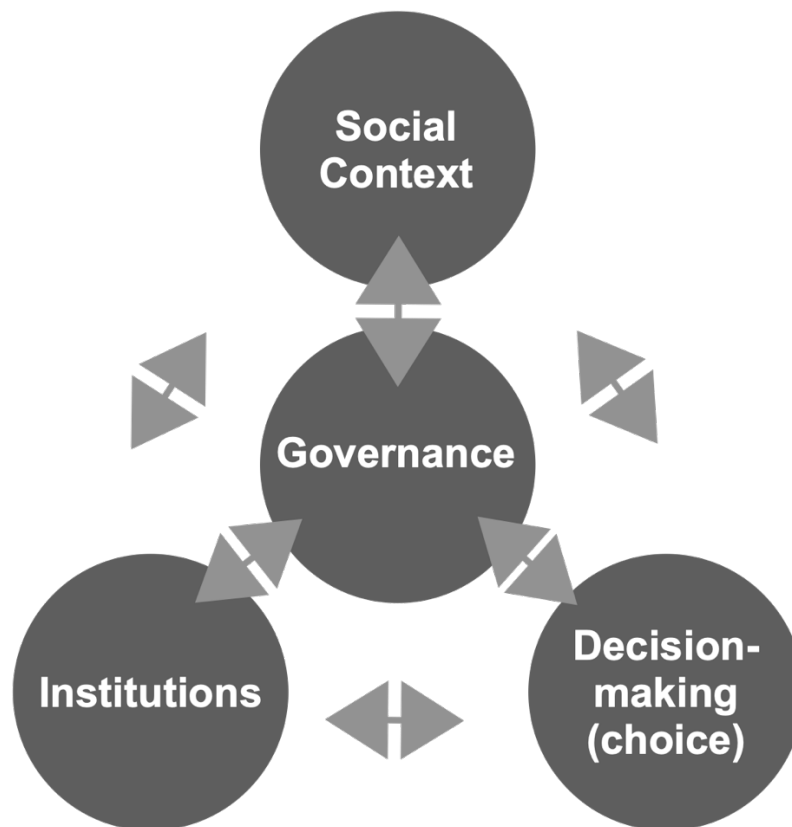 Social
Context
Governance
Institutions
Decision-
making
(choice)